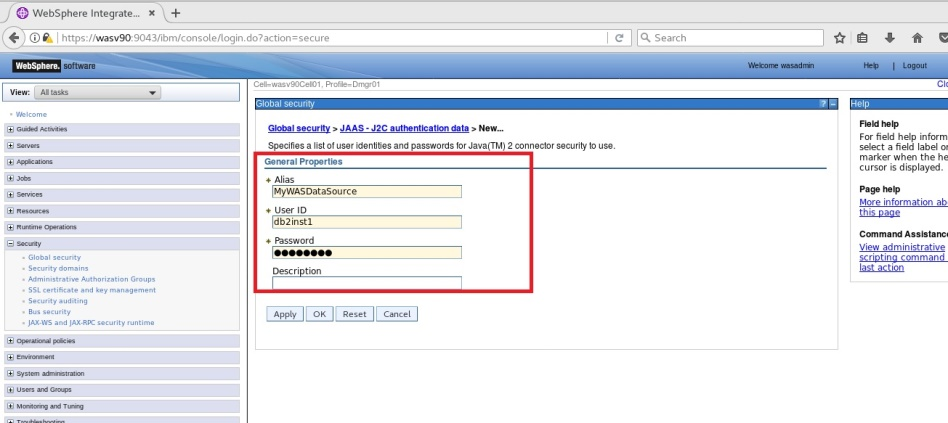 WebSphere Integrate...
https://wasv90:9043/ibm/console/login.do?action=secure
Search
WebSphere. software
Welcome wasadmin
Help | Logout
View: All tasks
Cell=wasv90Cell01, Profile=Dmgr01
Welcome
Guided Activities
Servers
Applications
Jobs
Services
Resources
Runtime Operations
Security
Global security
Security domains
Administrative Authorization Groups
SSL certificate and key management
Security auditing
Bus security
JAX-WS and JAX-RPC security runtime
Operational policies
Environment
System administration
Users and Groups
Monitoring and Tuning
Troubleshooting
Global security
Global security > JAAS - J2C authentication data > New...
Specifies a list of user identities and passwords for Java(TM) 2 connector security to use.
General Properties
Alias
MyWASDataSource
User ID
db2inst1
Password
●●●●●●●●
Description
Apply OK Reset Cancel
Help
Field help
For field help inform
select a field label or
marker when the he
cursor is displayed.
Page help
More information ab
this page
Command Assistanc
View administrative
scripting command
last action